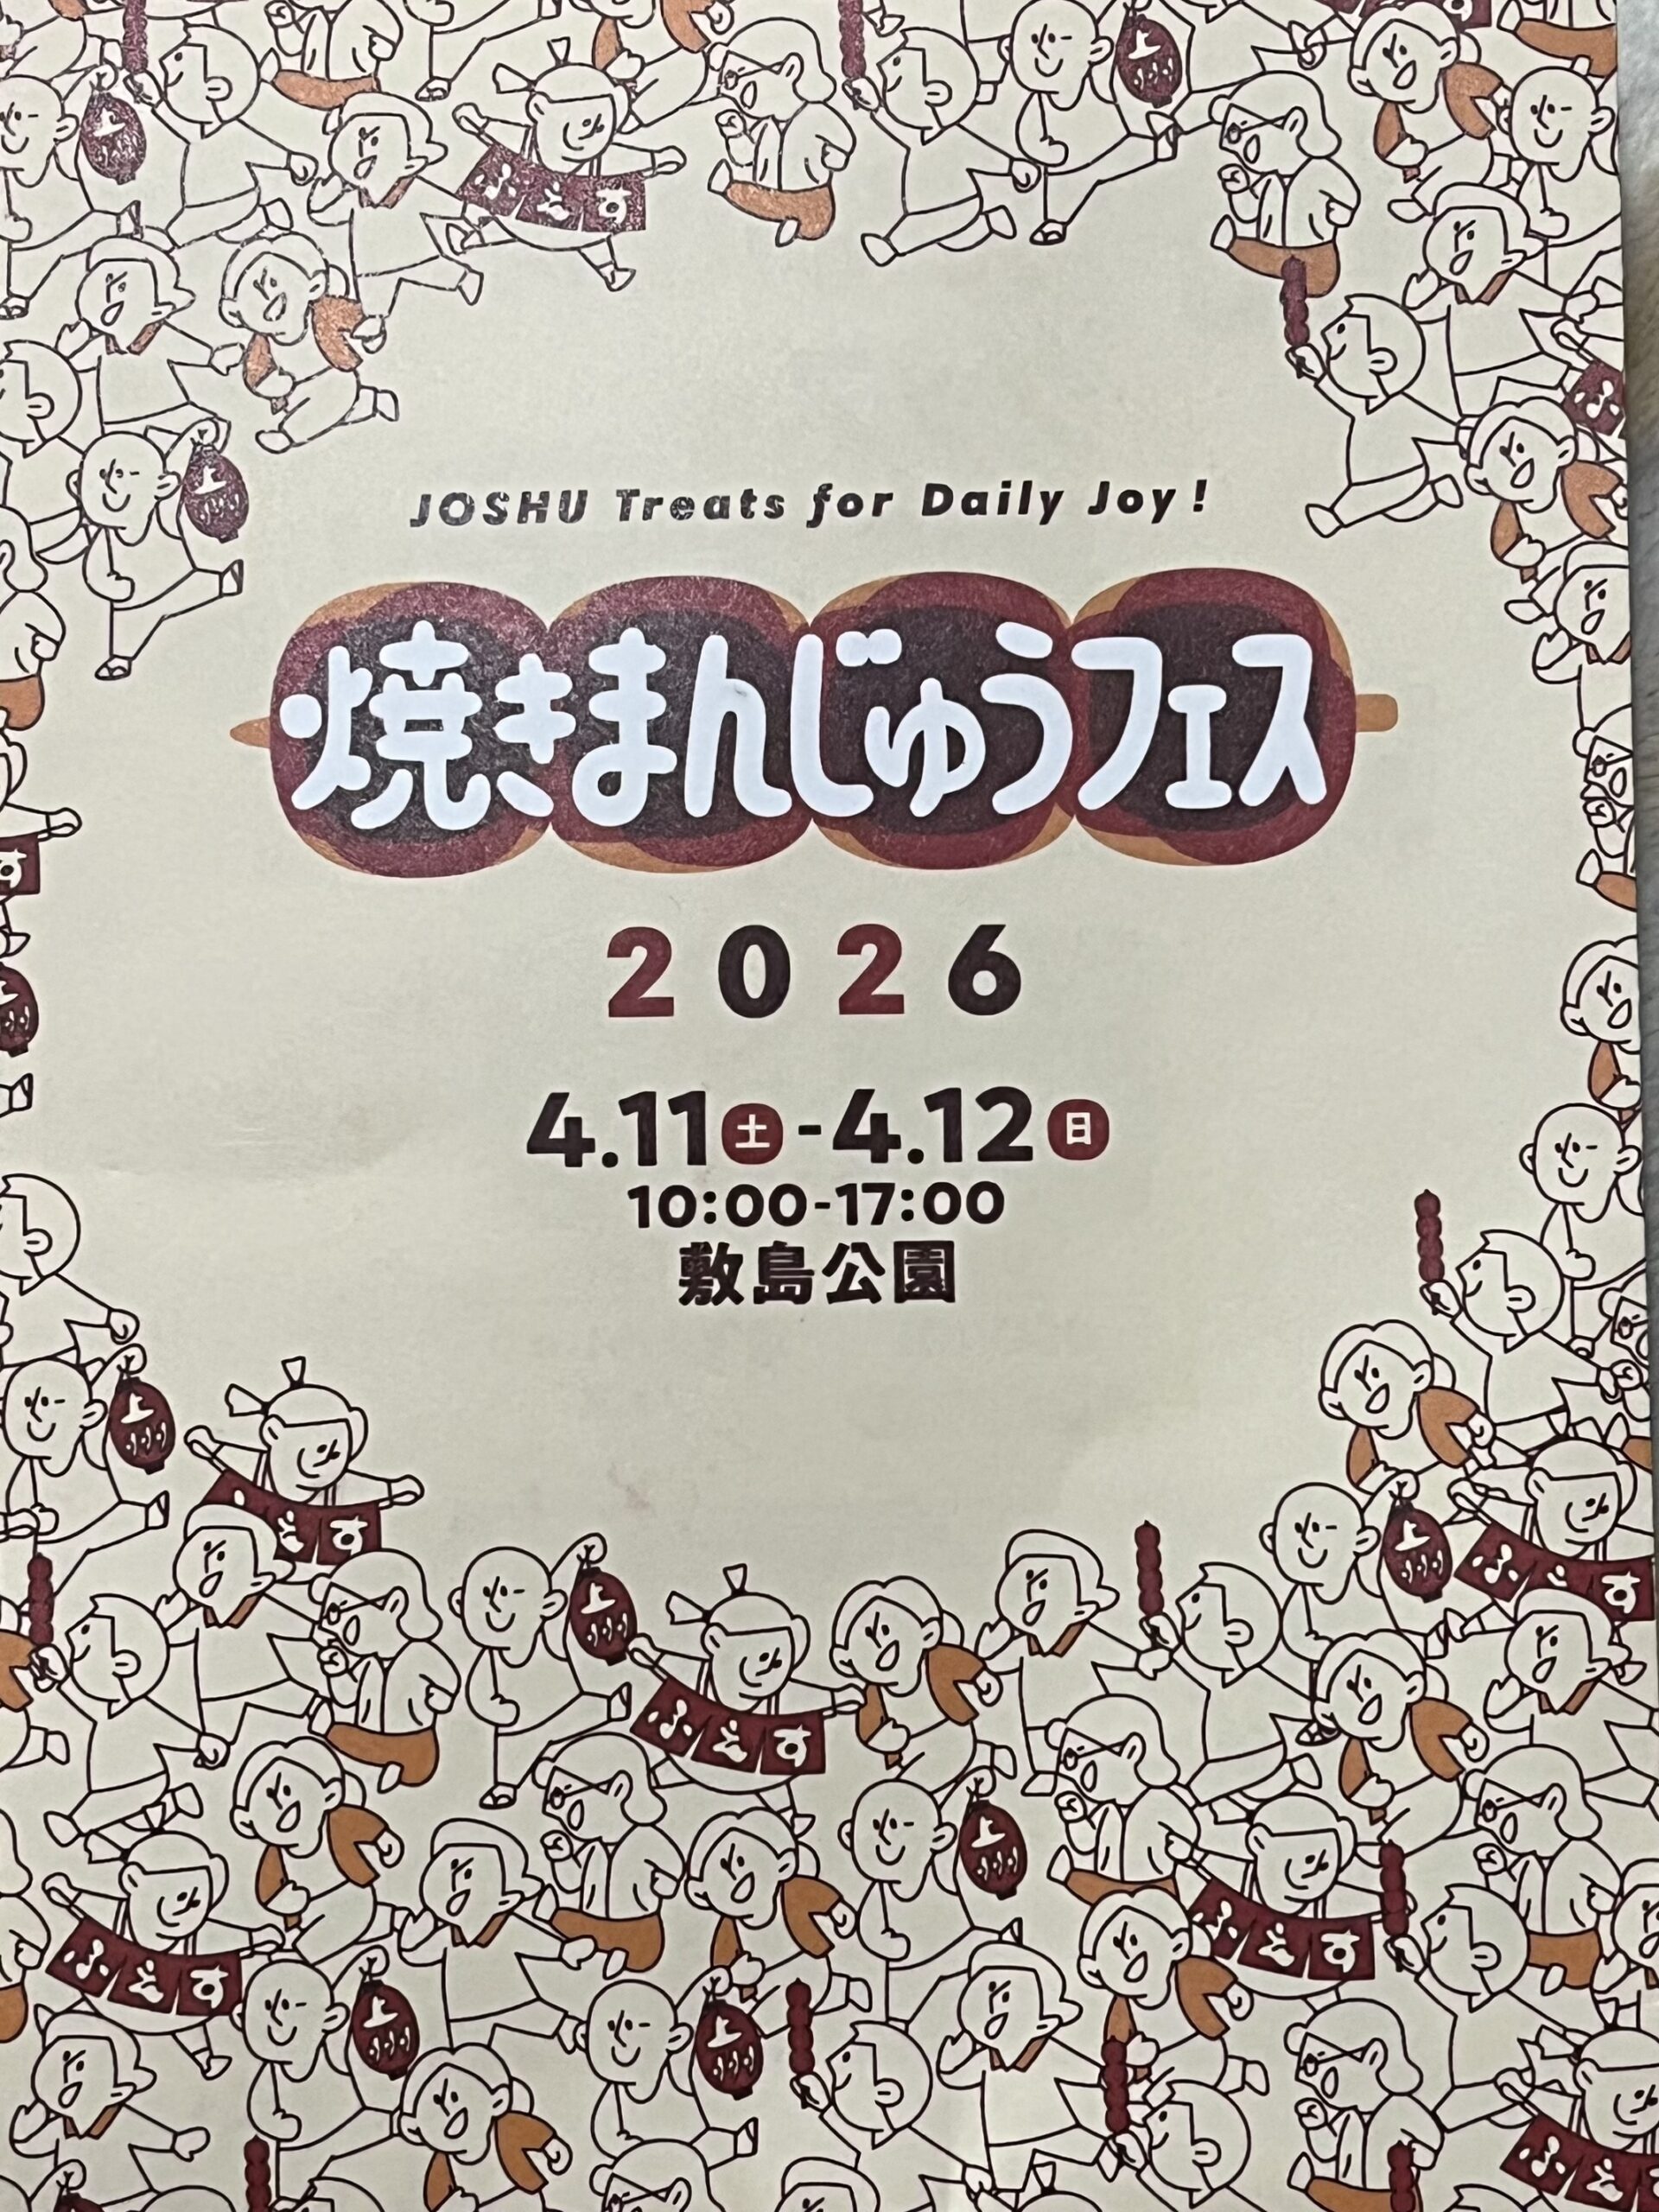 JOSHU Treats for Daily Joy!
焼きまんじゅうフェス
2026
4.11土-4.12日
10:00-17:00
敷島公園